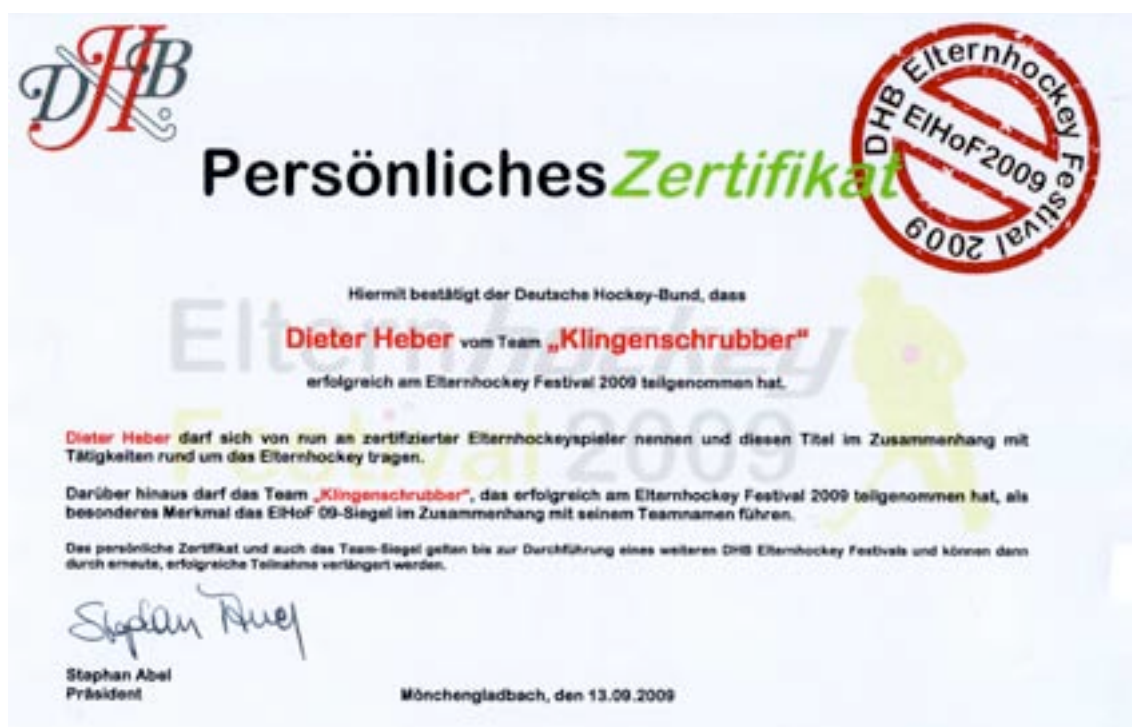 DHB
DHB Elternhockey Festival 2009
ElHoF2009
Persönliches Zertifikat
Hiermit bestätigt der Deutsche Hockey-Bund, dass
Dieter Heber vom Team „Klingenschrubber"
erfolgreich am Elternhockey Festival 2009 teilgenommen hat.
Elternhockey
Festival 2009
Dieter Heber darf sich von nun an zertifizierter Elternhockeyspieler nennen und diesen Titel im Zusammenhang mit
Tätigkeiten rund um das Elternhockey tragen.
Darüber hinaus darf das Team „Klingenschrubber", das erfolgreich am Elternhockey Festival 2009 teilgenommen hat, als
besonderes Merkmal das ElHoF 09-Siegel im Zusammenhang mit seinem Teamnamen führen.
Das persönliche Zertifikat und auch das Team-Siegel gelten bis zur Durchführung eines weiteren DHB Elternhockey Festivals und können dann
durch erneute, erfolgreiche Teilnahme verlängert werden.
Stephan Abel
Stephan Abel
Präsident
Mönchengladbach, den 13.09.2009